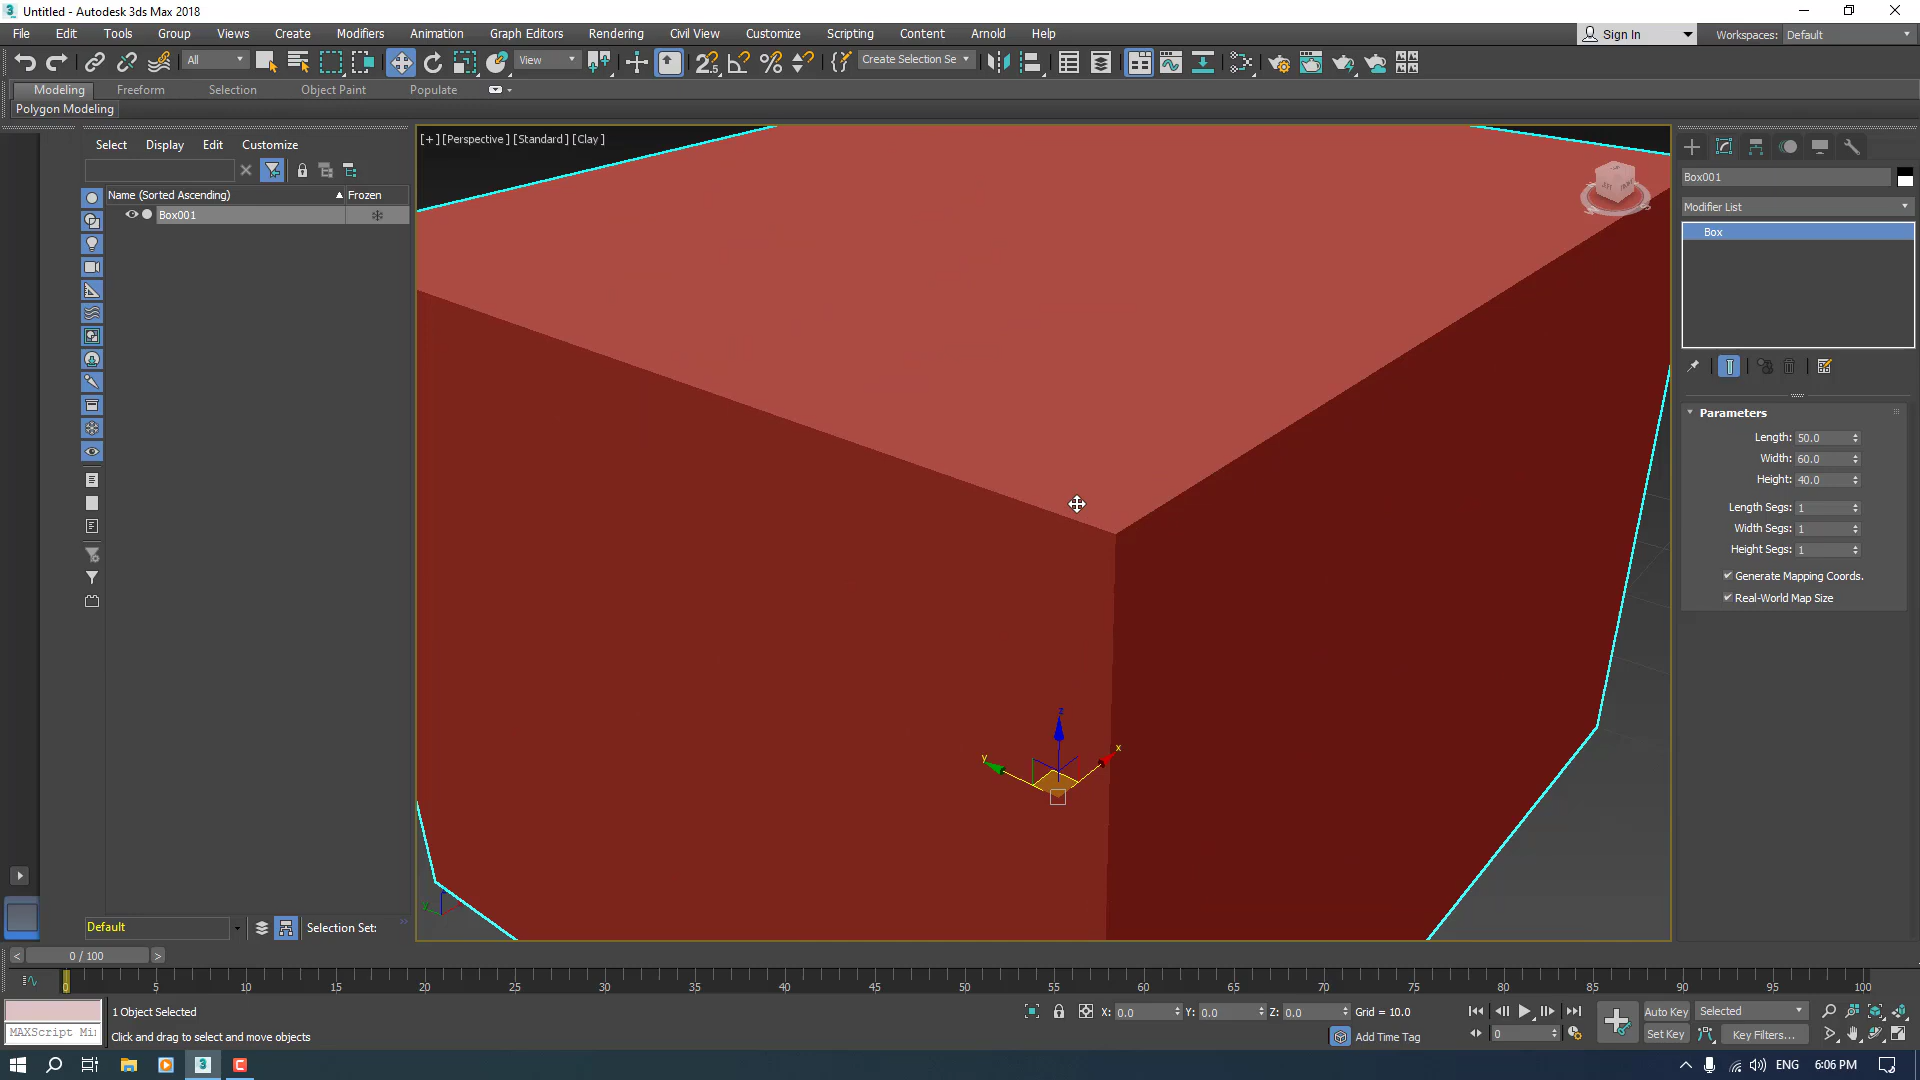 Untitled - Autodesk 3ds Max 2018
File Edit Tools Group Views Create Modifiers Animation Graph Editors Rendering Civil View Customize Scripting Content Arnold Help
Sign In Workspaces: Default
All View Create Selection Se
Modeling Freeform Selection Object Paint Populate
Polygon Modeling
Select Display Edit Customize
Name (Sorted Ascending) Frozen
Box001
Default Selection Set:
[+] [Perspective] [Standard] [Clay]
z
y x
Box001
Modifier List
Box
Parameters
Length: 50.0
Width: 60.0
Height: 40.0
Length Segs: 1
Width Segs: 1
Height Segs: 1
Generate Mapping Coords.
Real-World Map Size
< 0 / 100 >
0 5 10 15 20 25 30 35 40 45 50 55 60 65 70 75 80 85 90 95 100
1 Object Selected X: 0.0 Y: 0.0 Z: 0.0 Grid = 10.0 Auto Key Selected
MAXScript Mi Click and drag to select and move objects Add Time Tag 0 Set Key Key Filters...
ENG 6:06 PM